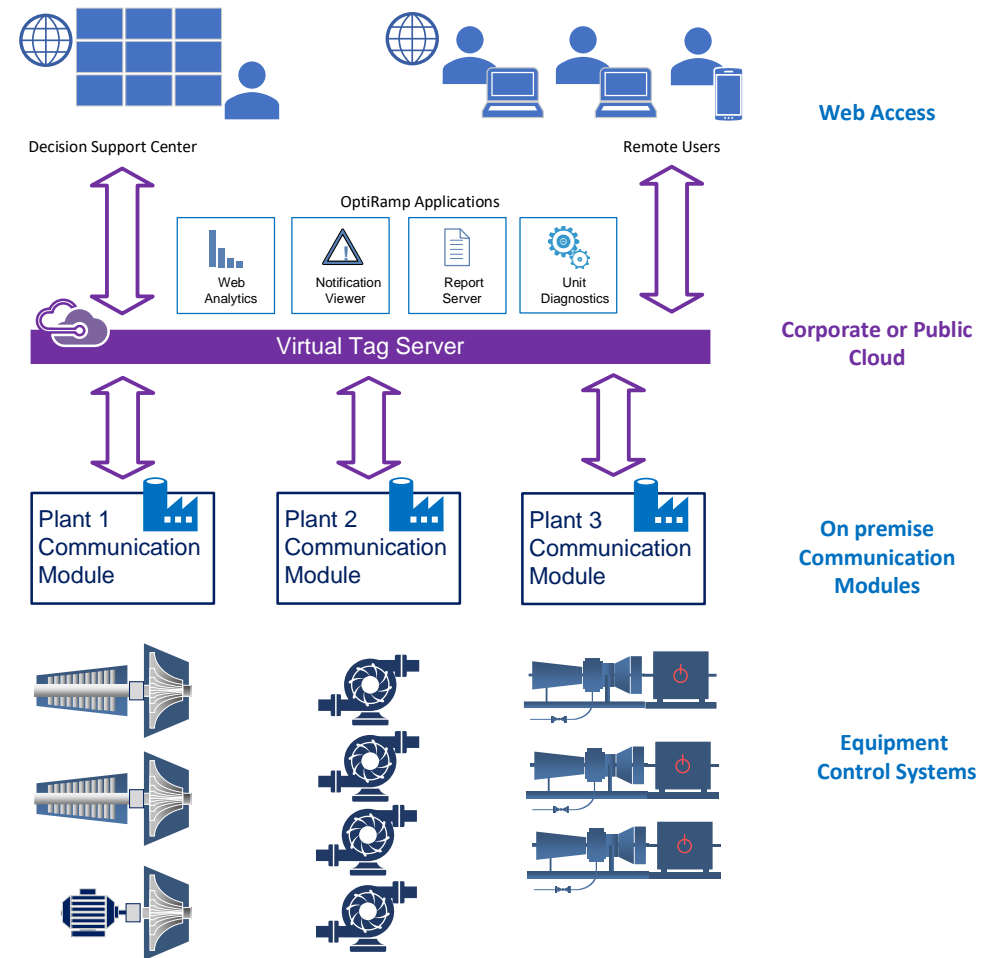 Web Access
Decision Support Center
Remote Users
OptiRamp Applications
Web
Analytics
Notification
Viewer
Report
Server
Unit
Diagnostics
Virtual Tag Server
Corporate or Public
Cloud
Plant 1
Communication
Module
Plant 2
Communication
Module
Plant 3
Communication
Module
On premise
Communication
Modules
Equipment
Control Systems